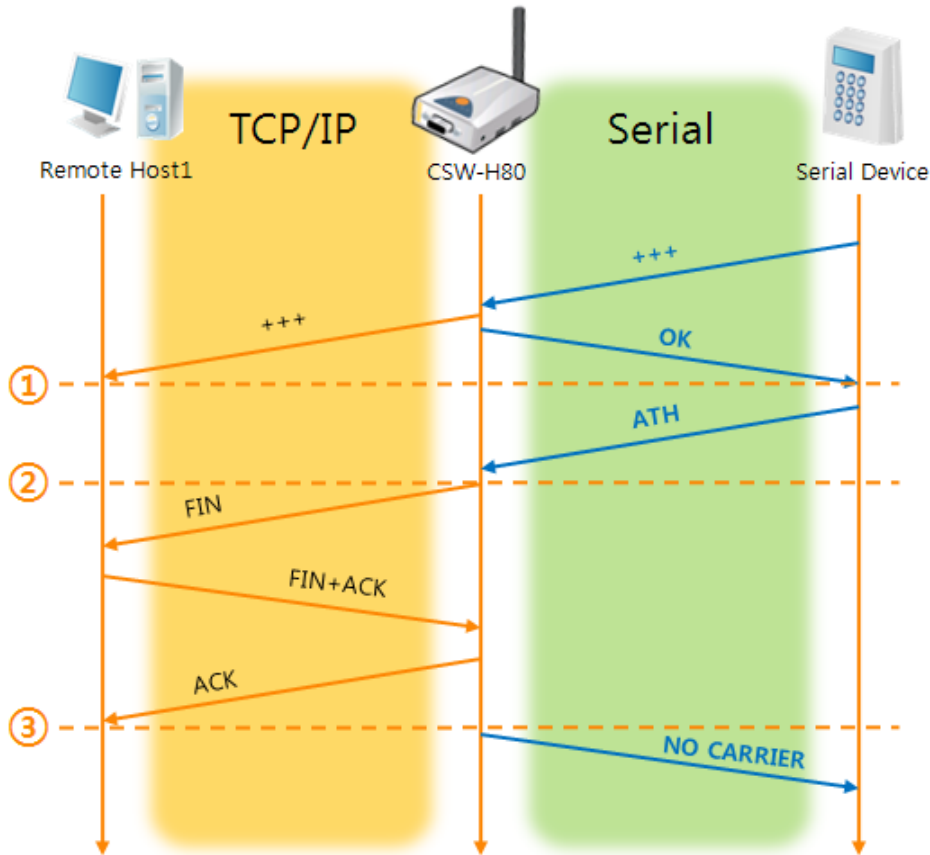 TCP/IP
Serial
Remote Host1
CSW-H80
Serial Device
+++
+++
OK
①
ATH
②
FIN
FIN+ACK
ACK
③
NO CARRIER